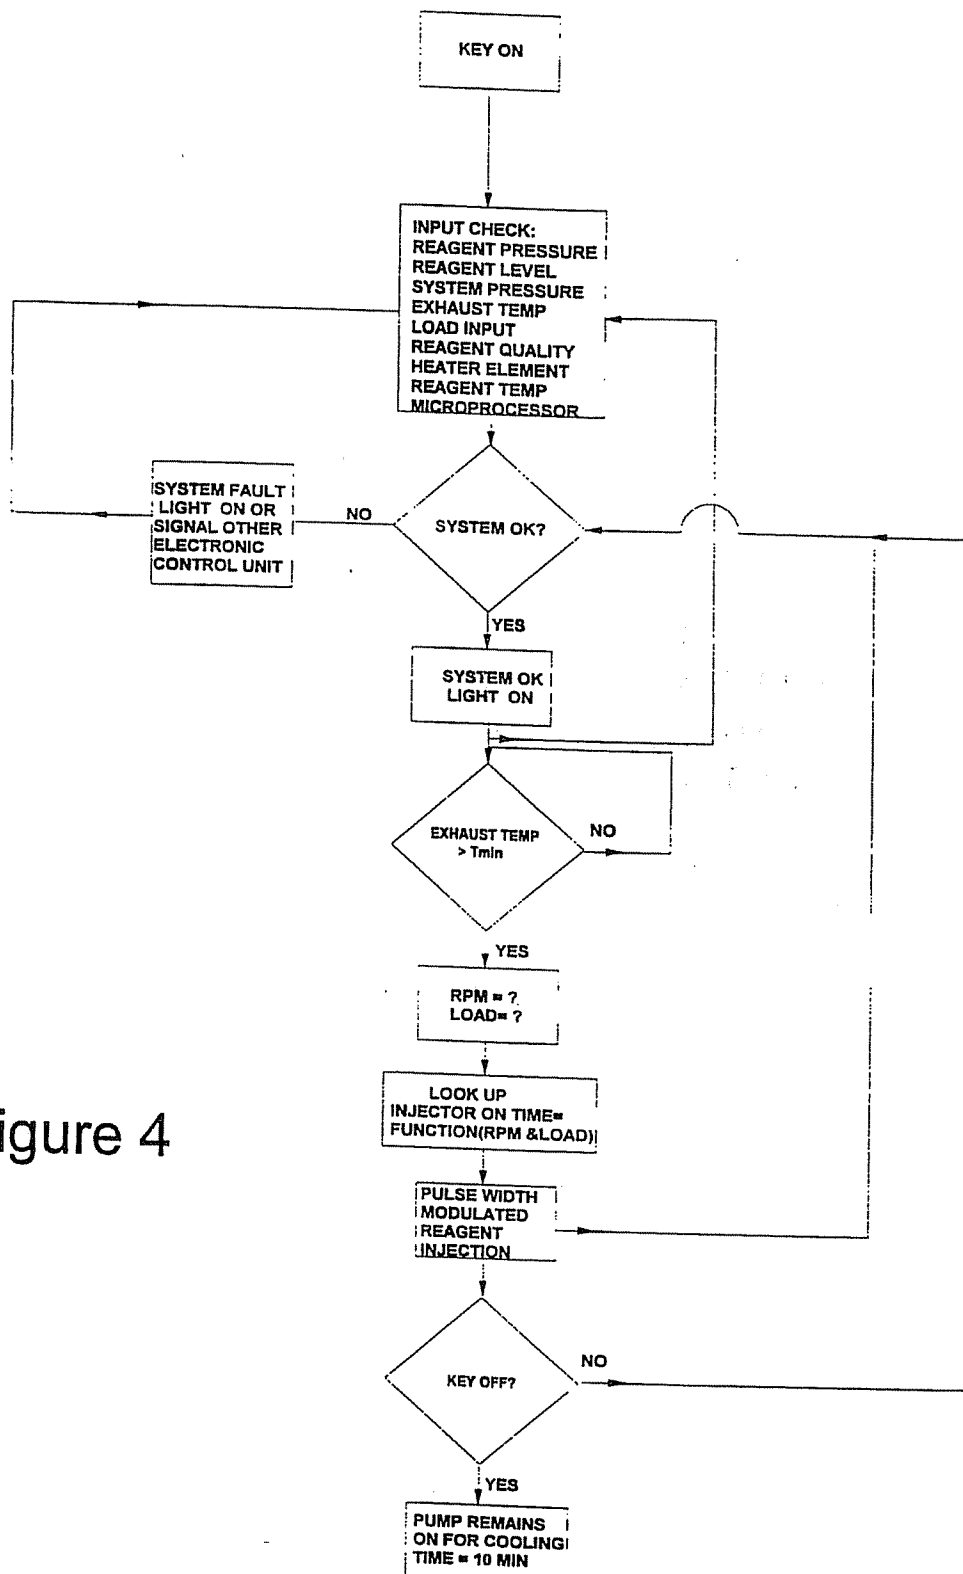 KEY ON
INPUT CHECK:
REAGENT PRESSURE
REAGENT LEVEL
SYSTEM PRESSURE
EXHAUST TEMP
LOAD INPUT
REAGENT QUALITY
HEATER ELEMENT
REAGENT TEMP
MICROPROCESSOR
SYSTEM FAULT
LIGHT ON OR
SIGNAL OTHER
ELECTRONIC
CONTROL UNIT
NO
SYSTEM OK?
YES
SYSTEM OK
LIGHT ON
EXHAUST TEMP
> Tmin
NO
YES
RPM = ?
LOAD= ?
LOOK UP
INJECTOR ON TIME=
FUNCTION(RPM &LOAD)
igure 4
PULSE WIDTH
MODULATED
REAGENT
INJECTION
KEY OFF?
NO
YES
PUMP REMAINS
ON FOR COOLING
TIME = 10 MIN